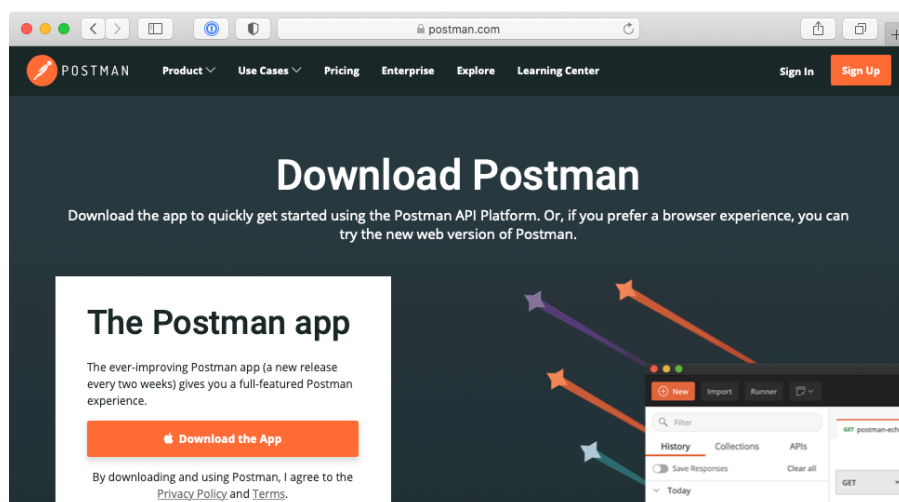 postman.com
POSTMAN Product Use Cases Pricing Enterprise Explore Learning Center Sign In Sign Up
Download Postman
Download the app to quickly get started using the Postman API Platform. Or, if you prefer a browser experience, you can
try the new web version of Postman.
The Postman app
The ever-improving Postman app (a new release
every two weeks) gives you a full-featured Postman
experience.
Download the App
By downloading and using Postman, I agree to the
Privacy Policy and Terms.
New Import Runner
Filter
GET postman-ech
History Collections APIs
Save Responses Clear all
GET
Today